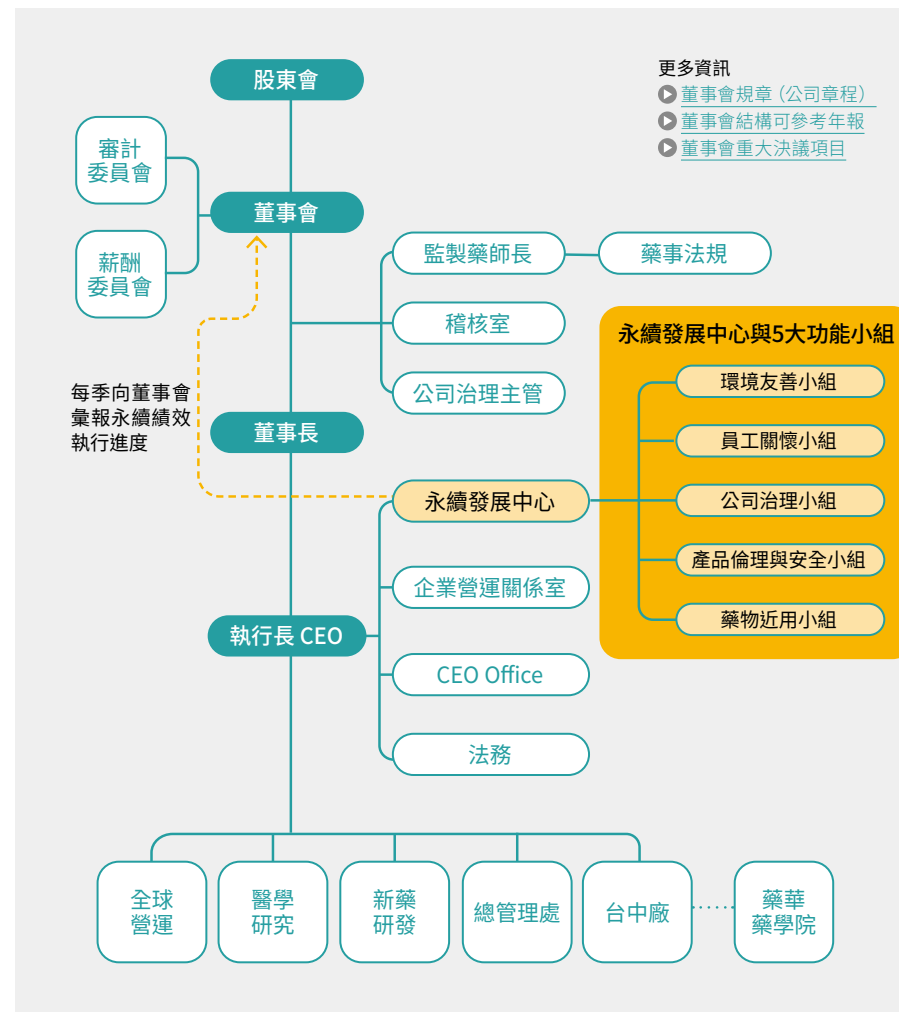 股東會
更多資訊
董事會規章（公司章程）
董事會結構可參考年報
董事會重大決議項目
審計
委員會
董事會
薪酬
委員會
監製藥師長
藥事法規
稽核室
公司治理主管
每季向董事會
彙報永續績效
執行進度
董事長
永續發展中心與5大功能小組
環境友善小組
員工關懷小組
公司治理小組
產品倫理與安全小組
藥物近用小組
永續發展中心
企業營運關係室
執行長 CEO
CEO Office
法務
全球
營運
醫學
研究
新藥
研發
總管理處
台中廠
藥華
藥學院